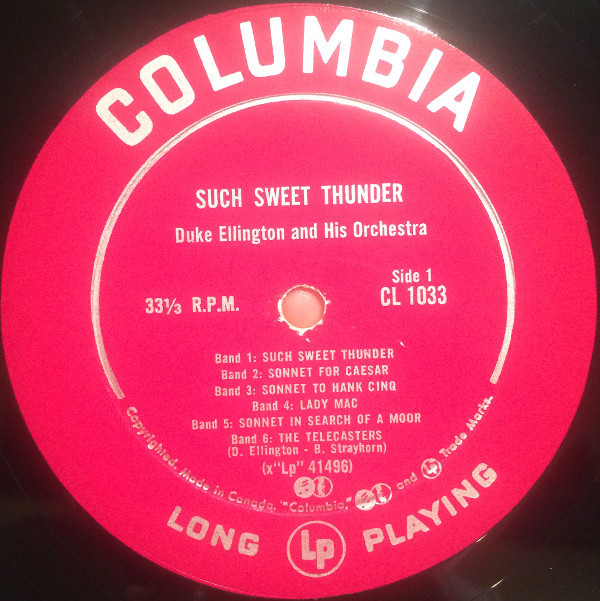 COLUMBIA
SUCH SWEET THUNDER
Duke Ellington and His Orchestra
33⅓ R.P.M.
Side 1
CL 1033
Band 1: SUCH SWEET THUNDER
Band 2: SONNET FOR CAESAR
Band 3: SONNET TO HANK CINQ
Band 4: LADY MAC
Band 5: SONNET IN SEARCH OF A MOOR
Band 6: THE TELECASTERS
(D. Ellington - B. Strayhorn)
(x"Lp" 41496)
Copyrighted. Made in Canada. "Columbia," and Lp Trade Marks.
LONG Lp PLAYING